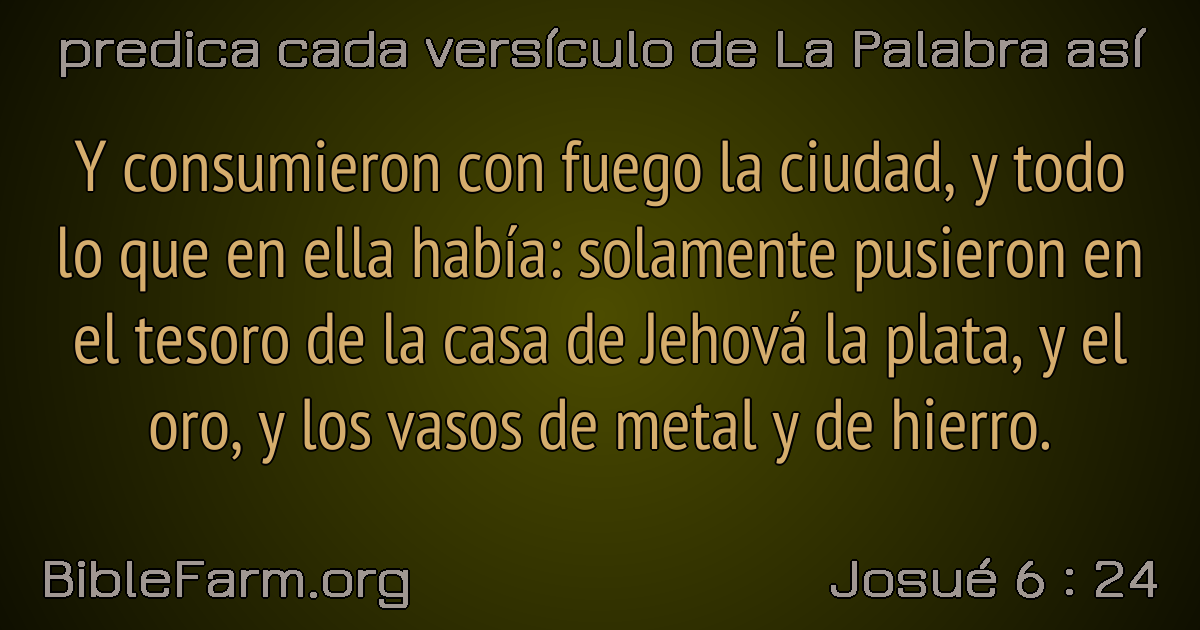 predica cada versículo de La Palabra así
Y consumieron con fuego la ciudad, y todo
lo que en ella había: solamente pusieron en
el tesoro de la casa de Jehová la plata, y el
oro, y los vasos de metal y de hierro.
BibleFarm.org
Josué 6 : 24